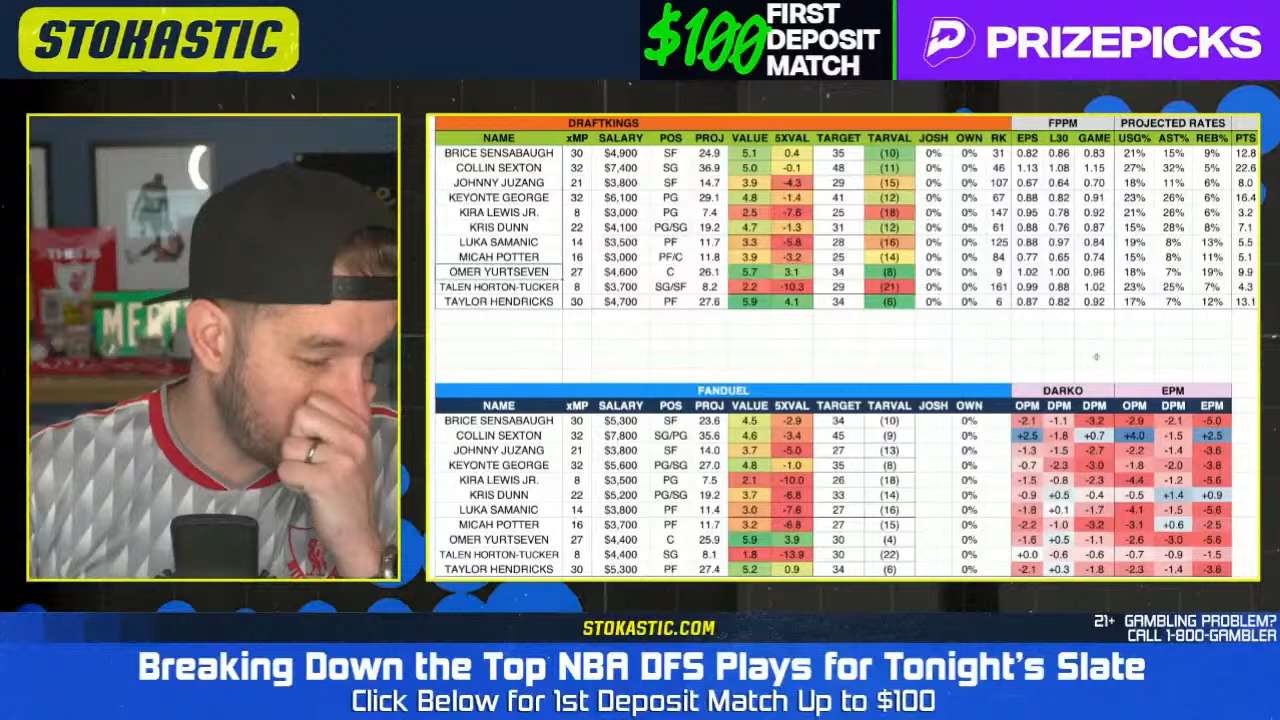 STOKASTIC
$100 FIRST
DEPOSIT
MATCH
PRIZEPICKS
DRAFTKINGS FPPM PROJECTED RATES
NAME xMP SALARY POS PROJ VALUE 5XVAL TARGET TARVAL JOSH OWN RK EPS L30 GAME USG% AST% REB% PTS
BRICE SENSABAUGH 30 $4,900 SF 24.9 5.1 0.4 35 (10) 0% 0% 31 0.82 0.86 0.83 21% 15% 9% 12.8
COLLIN SEXTON 32 $7,400 SG 36.9 5.0 -0.1 48 (11) 0% 0% 46 1.13 1.08 1.15 27% 32% 5% 22.6
JOHNNY JUZANG 21 $3,800 SF 14.7 3.9 -4.3 29 (15) 0% 0% 107 0.67 0.64 0.70 18% 11% 6% 8.0
KEYONTE GEORGE 32 $6,100 PG 29.1 4.8 -1.4 41 (12) 0% 0% 67 0.88 0.82 0.91 23% 26% 6% 16.4
KIRA LEWIS JR. 8 $3,000 PG 7.4 2.5 -7.6 25 (18) 0% 0% 147 0.95 0.78 0.92 21% 26% 6% 3.2
KRIS DUNN 22 $4,100 PG/SG 19.2 4.7 -1.3 31 (12) 0% 0% 61 0.88 0.76 0.87 15% 28% 8% 7.1
LUKA SAMANIC 14 $3,500 PF 11.7 3.3 -5.8 28 (16) 0% 0% 125 0.88 0.97 0.84 19% 8% 13% 5.5
MICAH POTTER 16 $3,000 PF/C 11.8 3.9 -3.2 25 (14) 0% 0% 84 0.77 0.65 0.74 15% 8% 11% 5.1
OMER YURTSEVEN 27 $4,600 C 26.1 5.7 3.1 34 (8) 0% 0% 9 1.02 1.00 0.96 18% 7% 19% 9.9
TALEN HORTON-TUCKER 8 $3,700 SG/SF 8.2 2.2 -10.3 29 (21) 0% 0% 161 0.99 0.88 1.02 23% 25% 7% 4.3
TAYLOR HENDRICKS 30 $4,700 PF 27.6 5.9 4.1 34 (6) 0% 0% 6 0.87 0.82 0.92 17% 7% 12% 13.1
FANDUEL DARKO EPM
NAME xMP SALARY POS PROJ VALUE 5XVAL TARGET TARVAL JOSH OWN OPM DPM DPM OPM DPM EPM
BRICE SENSABAUGH 30 $5,300 SF 23.6 4.5 -2.9 34 (10) 0% -2.1 -1.1 -3.2 -2.9 -2.1 -5.0
COLLIN SEXTON 32 $7,800 SG/PG 35.6 4.6 -3.4 45 (9) 0% +2.5 -1.8 +0.7 +4.0 -1.5 +2.5
JOHNNY JUZANG 21 $3,800 SF 14.0 3.7 -5.0 27 (13) 0% -1.3 -1.5 -2.7 -2.2 -1.4 -3.6
KEYONTE GEORGE 32 $5,600 PG/SG 27.0 4.8 -1.0 35 (8) 0% -0.7 -2.3 -3.0 -1.8 -2.0 -3.8
KIRA LEWIS JR. 8 $3,500 PG 7.5 2.1 -10.0 26 (18) 0% -1.5 -0.8 -2.3 -4.4 -1.2 -5.6
KRIS DUNN 22 $5,200 PG/SG 19.2 3.7 -6.8 33 (14) 0% -0.9 +0.5 -0.4 -0.5 +1.4 +0.9
LUKA SAMANIC 14 $3,800 PF 11.4 3.0 -7.6 27 (16) 0% -1.8 +0.1 -1.7 -4.1 -1.5 -5.6
MICAH POTTER 16 $3,700 PF 11.7 3.2 -6.8 27 (15) 0% -2.2 -1.0 -3.2 -3.1 +0.6 -2.5
OMER YURTSEVEN 27 $4,400 C 25.9 5.9 3.9 30 (4) 0% -1.6 +0.5 -1.1 -2.6 -3.0 -5.6
TALEN HORTON-TUCKER 8 $4,400 SG 8.1 1.8 -13.9 30 (22) 0% +0.0 -0.6 -0.6 -0.7 -0.9 -1.5
TAYLOR HENDRICKS 30 $5,300 PF 27.4 5.2 0.9 34 (6) 0% -2.1 +0.3 -1.8 -2.3 -1.4 -3.6
STOKASTIC.COM
21+ GAMBLING PROBLEM?
CALL 1-800-GAMBLER
Breaking Down the Top NBA DFS Plays for Tonight's Slate
Click Below for 1st Deposit Match Up to $100